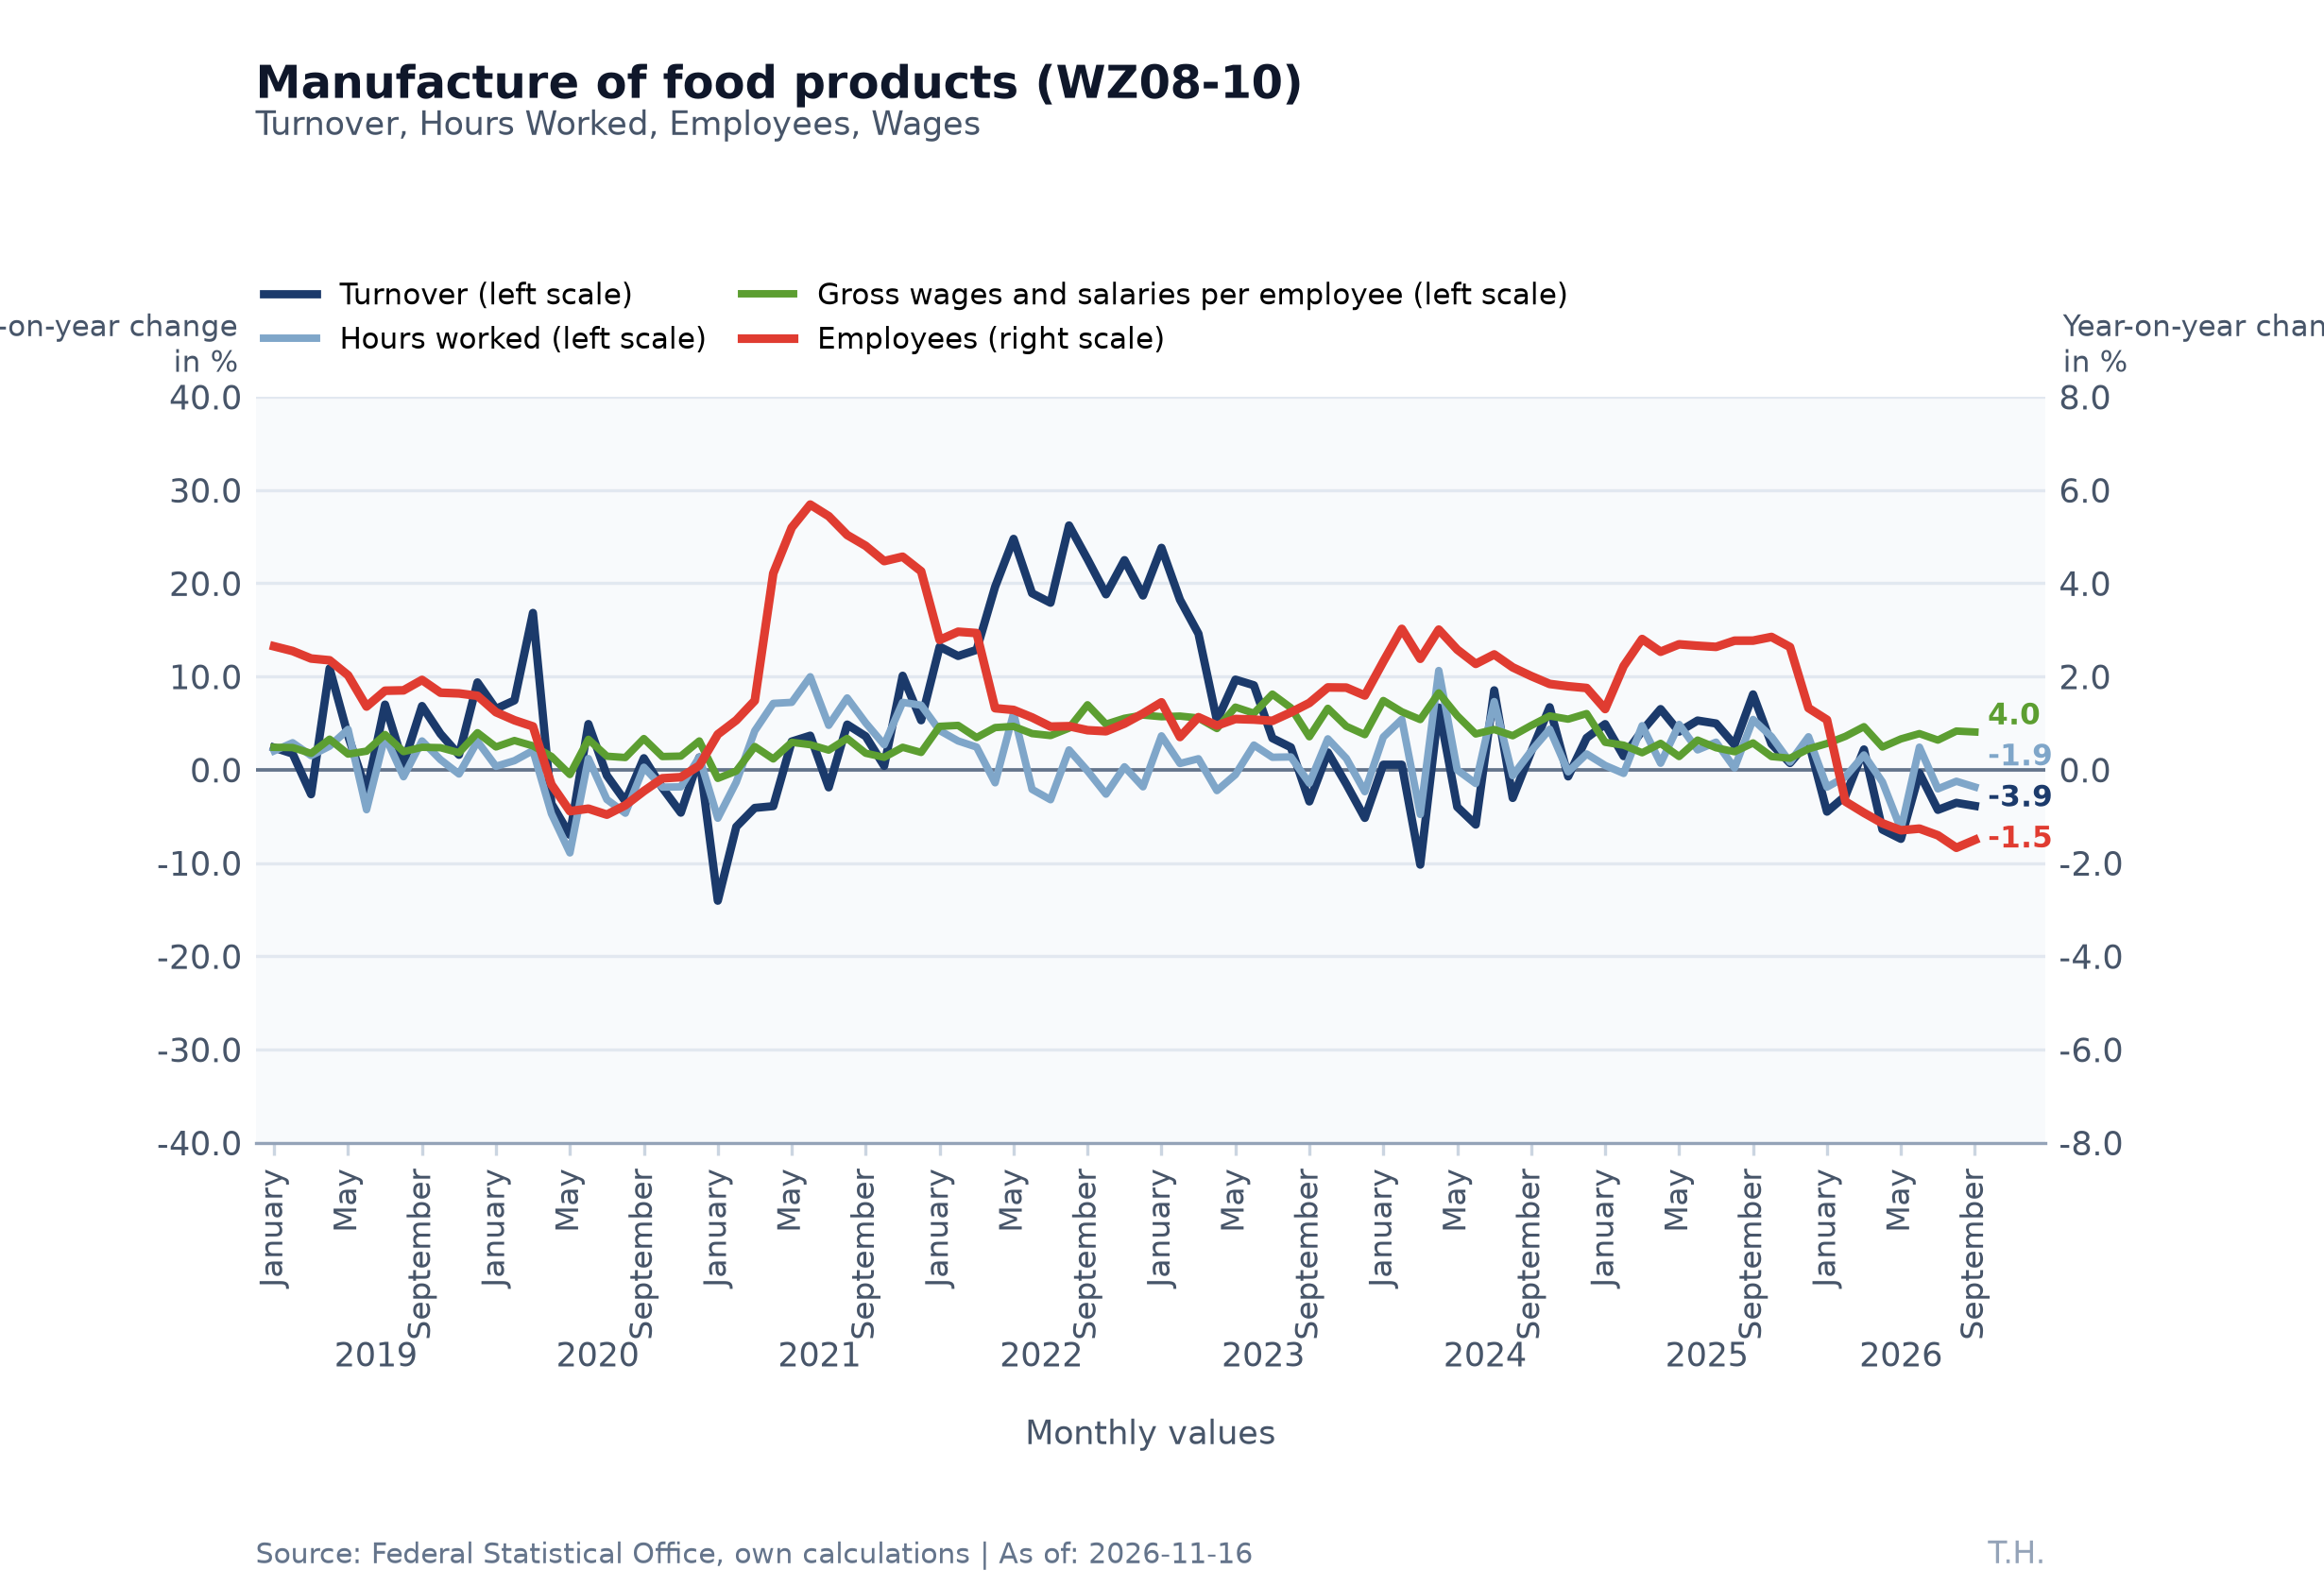 Manufacture of food products (WZ08-10)
Turnover, Hours Worked, Employees, Wages
Turnover (left scale)
Gross wages and salaries per employee (left scale)
Hours worked (left scale)
Employees (right scale)
-on-year change
in %
Year-on-year chan
in %
40.0
30.0
20.0
10.0
0.0
-10.0
-20.0
-30.0
-40.0
8.0
6.0
4.0
2.0
0.0
-2.0
-4.0
-6.0
-8.0
4.0
-1.9
-3.9
-1.5
January
May
September
January
May
September
January
May
September
January
May
September
January
May
September
January
May
September
January
May
September
January
May
September
2019
2020
2021
2022
2023
2024
2025
2026
Monthly values
Source: Federal Statistical Office, own calculations | As of: 2026-11-16
T.H.